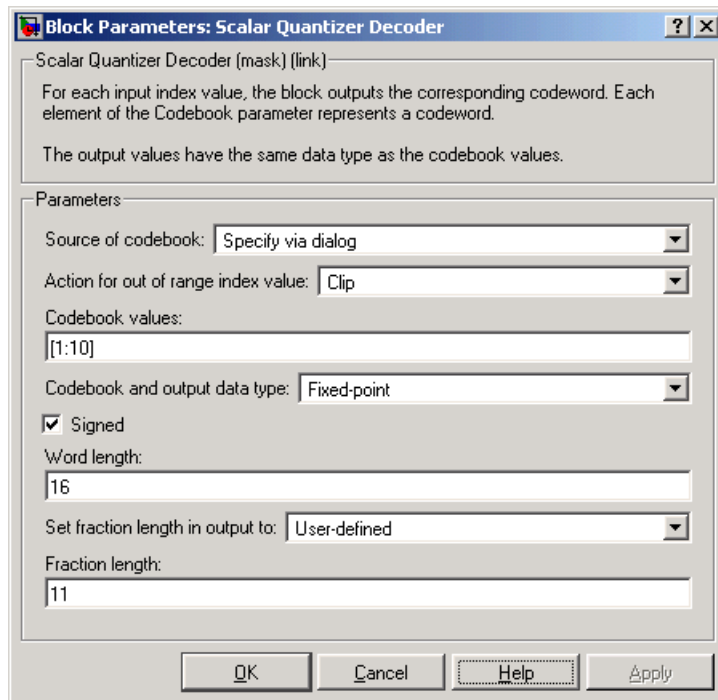 Block Parameters: Scalar Quantizer Decoder
Scalar Quantizer Decoder (mask) (link)
For each input index value, the block outputs the corresponding codeword. Each
element of the Codebook parameter represents a codeword.
The output values have the same data type as the codebook values.
Parameters
Source of codebook: Specify via dialog
Action for out of range index value: Clip
Codebook values:
[1:10]
Codebook and output data type: Fixed-point
Signed
Word length:
16
Set fraction length in output to: User-defined
Fraction length:
11
OK Cancel Help Apply